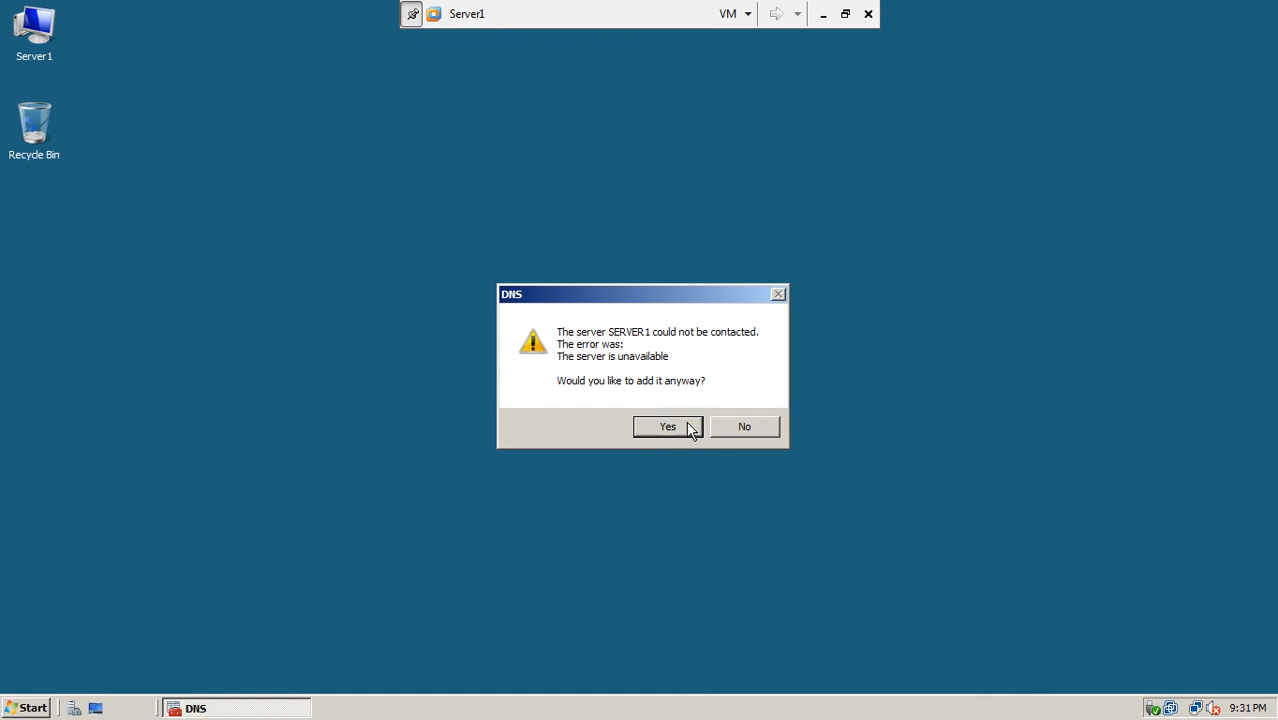 Server1
VM
Server1
Recycle Bin
DNS
The server SERVER1 could not be contacted.
The error was:
The server is unavailable
Would you like to add it anyway?
Yes
No
Start
DNS
9:31 PM